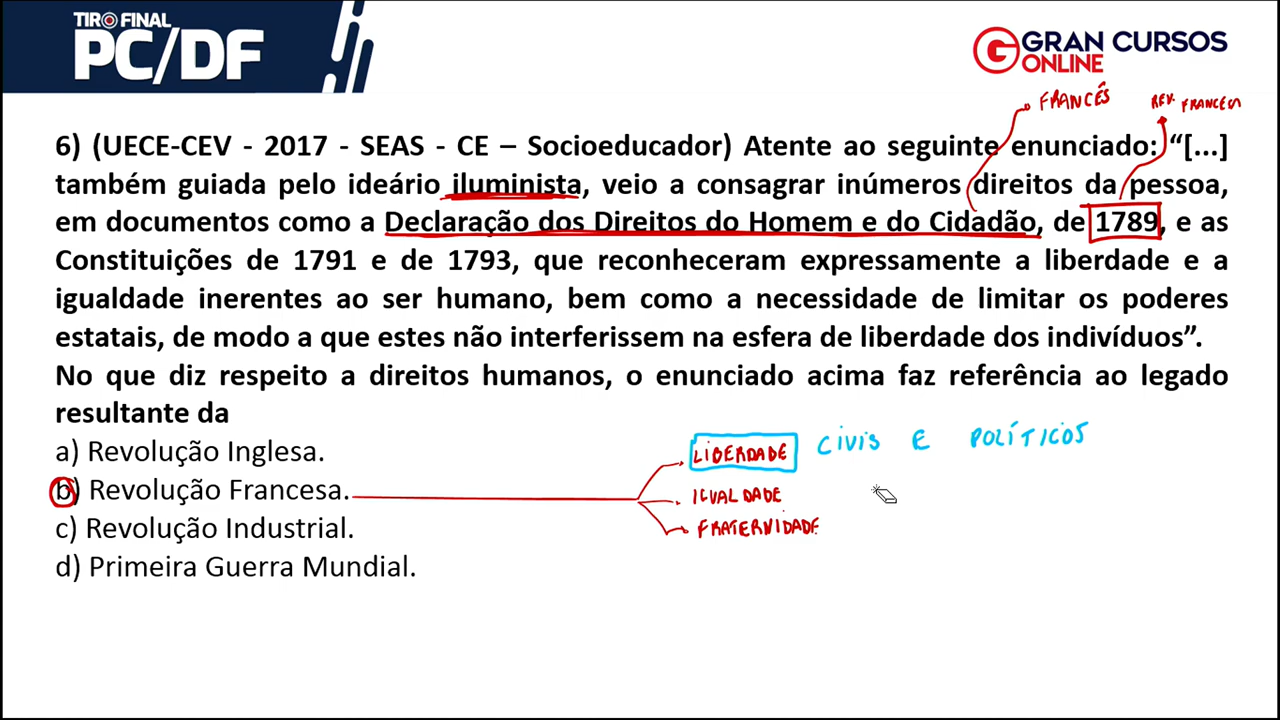 TIRO FINAL
PC/DF
GRAN CURSOS
ONLINE
FRANCÊS
REV. FRANCESA
6) (UECE-CEV - 2017 - SEAS - CE – Socioeducador) Atente ao seguinte enunciado: “[...]
também guiada pelo ideário iluminista, veio a consagrar inúmeros direitos da pessoa,
em documentos como a Declaração dos Direitos do Homem e do Cidadão, de 1789, e as
Constituições de 1791 e de 1793, que reconheceram expressamente a liberdade e a
igualdade inerentes ao ser humano, bem como a necessidade de limitar os poderes
estatais, de modo a que estes não interferissem na esfera de liberdade dos indivíduos”.
No que diz respeito a direitos humanos, o enunciado acima faz referência ao legado
resultante da
a) Revolução Inglesa.
LIBERDADE CIVIS E POLÍTICOS
b) Revolução Francesa.
IGUALDADE
c) Revolução Industrial.
FRATERNIDADE
d) Primeira Guerra Mundial.